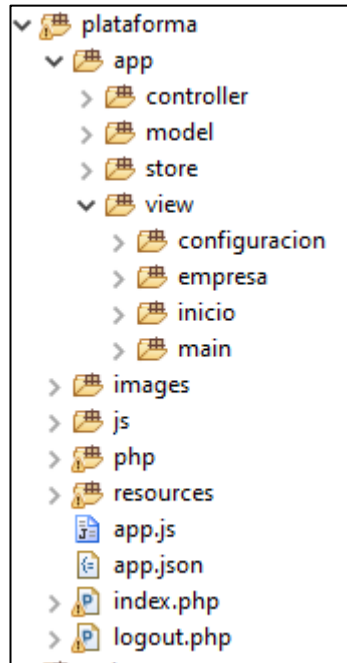 plataforma
app
controller
model
store
view
configuracion
empresa
inicio
main
images
js
php
resources
app.js
app.json
index.php
logout.php